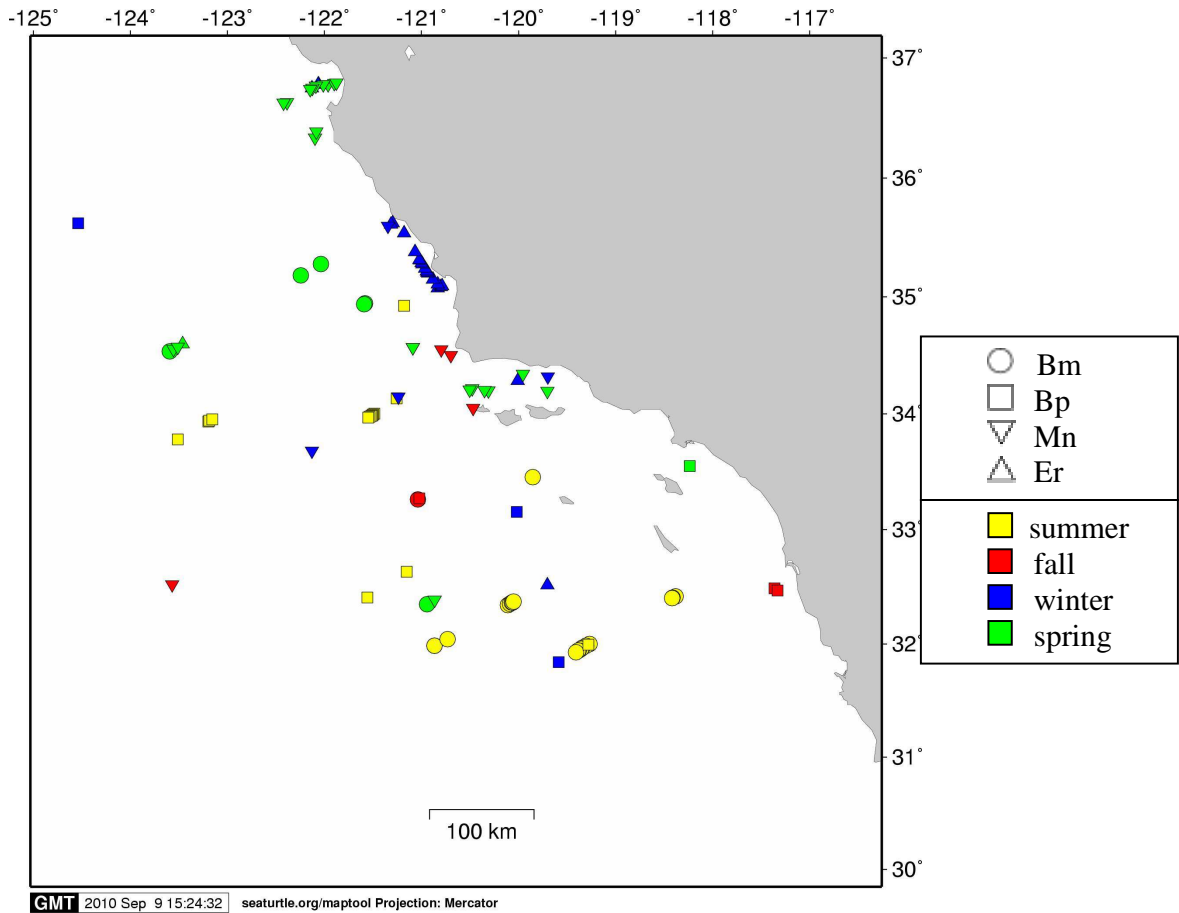 -125 -124 -123 -122 -121 -120 -119 -118 -117
37˚
36˚
35˚
34˚
33˚
32˚
31˚
30˚
Bm
Bp
Mn
Er
summer
fall
winter
spring
100 km
GMT 2010 Sep 9 15:24:32 seaturtle.org/maptool Projection: Mercator